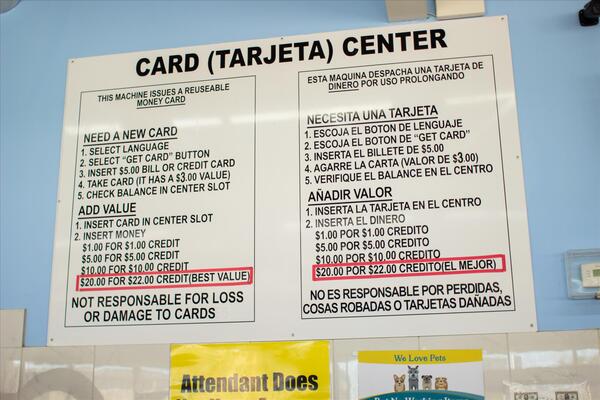 CARD (TARJETA) CENTER
THIS MACHINE ISSUES A REUSEABLE
MONEY CARD
NEED A NEW CARD
1. SELECT LANGUAGE
2. SELECT "GET CARD" BUTTON
3. INSERT $5.00 BILL OR CREDIT CARD
4. TAKE CARD (IT HAS A $3.00 VALUE)
5. CHECK BALANCE IN CENTER SLOT
ADD VALUE
1. INSERT CARD IN CENTER SLOT
2. INSERT MONEY
$1.00 FOR $1.00 CREDIT
$5.00 FOR $5.00 CREDIT
$10.00 FOR $10.00 CREDIT
$20.00 FOR $22.00 CREDIT(BEST VALUE)
NOT RESPONSIBLE FOR LOSS
OR DAMAGE TO CARDS
ESTA MAQUINA DESPACHA UNA TARJETA DE
DINERO POR USO PROLONGANDO
NECESITA UNA TARJETA
1. ESCOJA EL BOTON DE LENGUAJE
2. ESCOJA EL BOTON DE "GET CARD"
3. INSERTA EL BILLETE DE $5.00
4. AGARRE LA CARTA (VALOR DE $3.00)
5. VERIFIQUE EL BALANCE EN EL CENTRO
AÑADIR VALOR
1. INSERTA LA TARJETA EN EL CENTRO
2. INSERTA EL DINERO
$1.00 POR $1.00 CREDITO
$5.00 POR $5.00 CREDITO
$10.00 POR $10.00 CREDITO
$20.00 POR $22.00 CREDITO(EL MEJOR)
NO ES RESPONSIBLE POR PERDIDAS,
COSAS ROBADAS O TARJETAS DAÑADAS
Attendant Does
We Love Pets